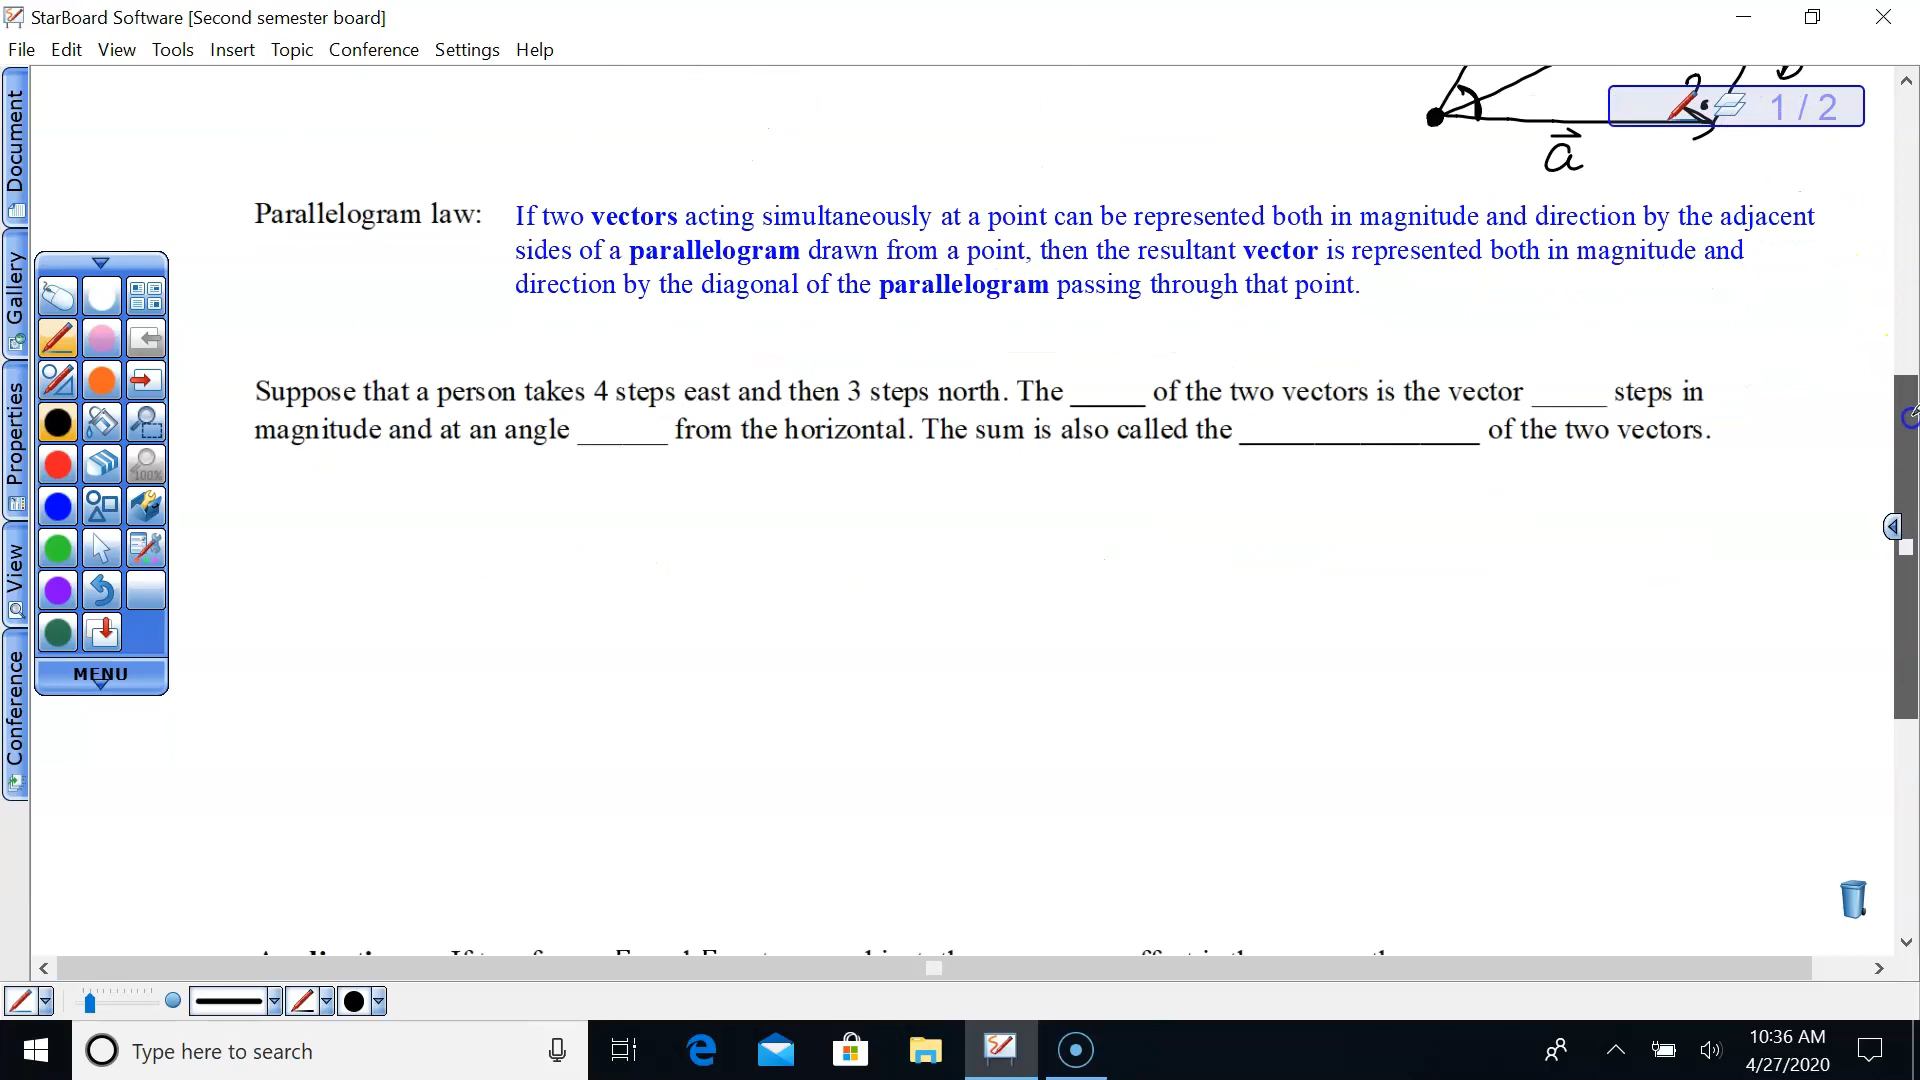 StarBoard Software [Second semester board]
File Edit View Tools Insert Topic Conference Settings Help
1 / 2
a
Parallelogram law: If two vectors acting simultaneously at a point can be represented both in magnitude and direction by the adjacent
sides of a parallelogram drawn from a point, then the resultant vector is represented both in magnitude and
direction by the diagonal of the parallelogram passing through that point.
Suppose that a person takes 4 steps east and then 3 steps north. The _____ of the two vectors is the vector _____ steps in
magnitude and at an angle ______ from the horizontal. The sum is also called the ________________ of the two vectors.
Document
Gallery
Properties
View
Conference
100%
MENU
Type here to search
10:36 AM
4/27/2020